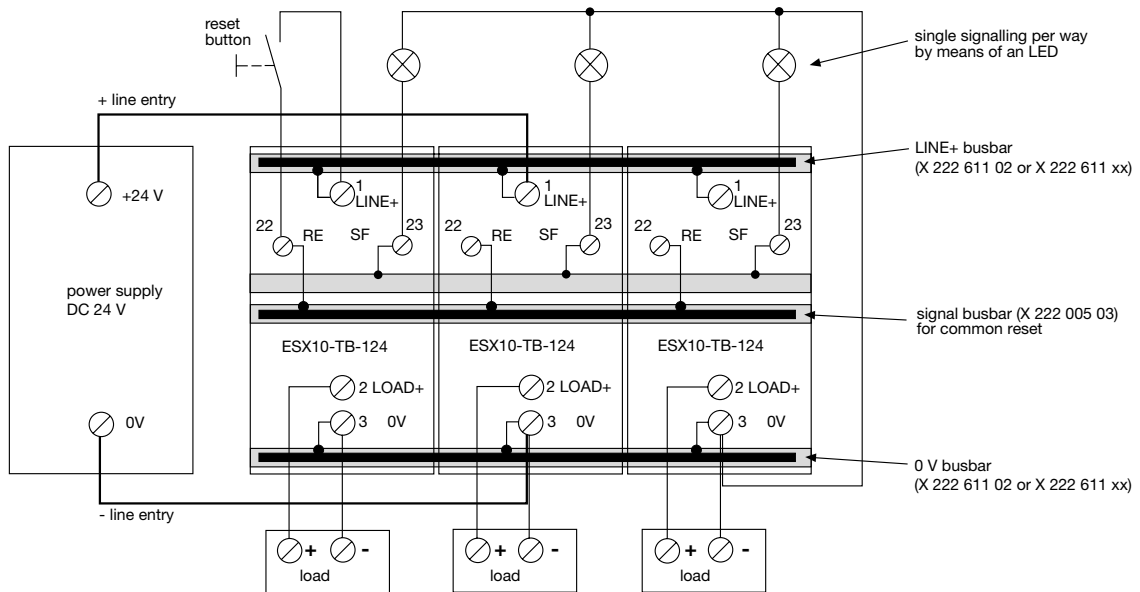 reset
button
single signalling per way
by means of an LED
+ line entry
LINE+ busbar
(X 222 611 02 or X 222 611 xx)
+24 V
1
LINE+
1
LINE+
1
LINE+
22
RE
SF
23
22
RE
SF
23
22
RE
SF
23
power supply
DC 24 V
signal busbar (X 222 005 03)
for common reset
ESX10-TB-124
ESX10-TB-124
ESX10-TB-124
2 LOAD+
2 LOAD+
2 LOAD+
0V
3 0V
3 0V
3 0V
0 V busbar
(X 222 611 02 or X 222 611 xx)
- line entry
+ -
load
+ -
load
+ -
load